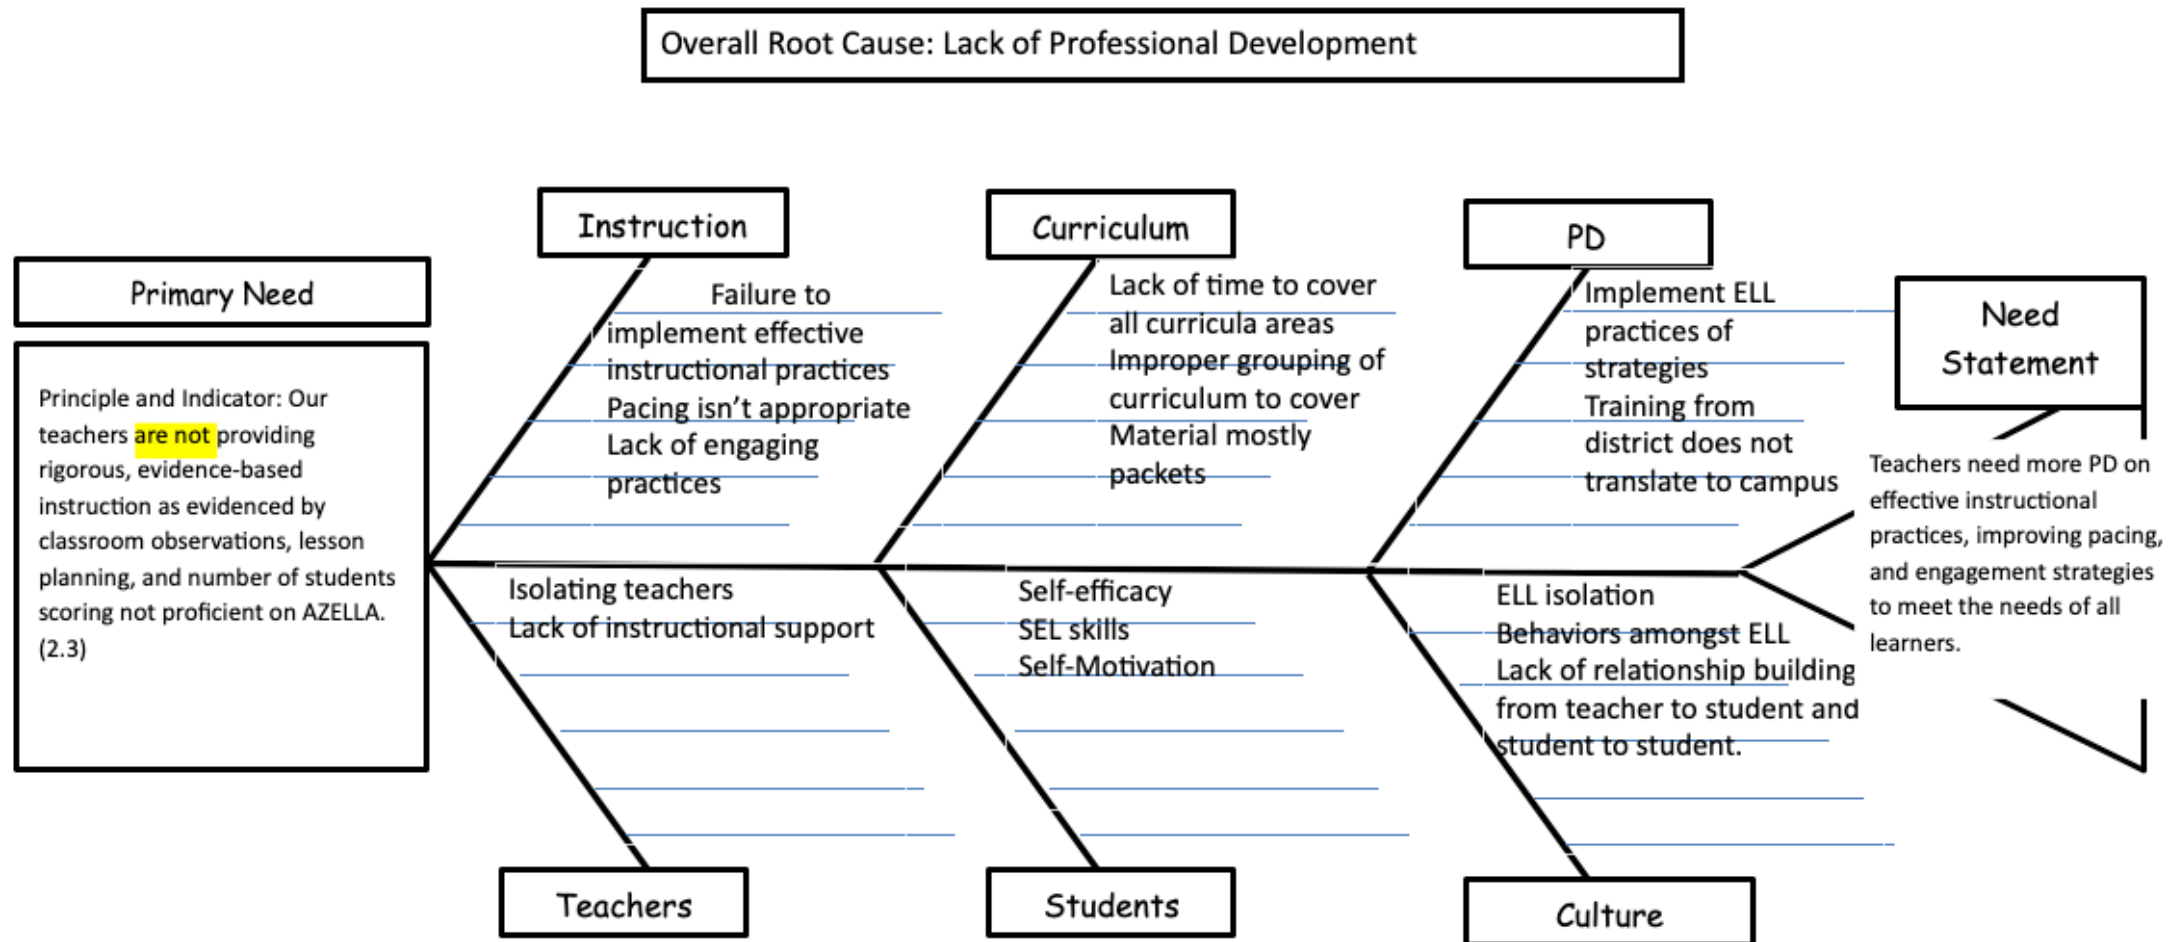 Overall Root Cause: Lack of Professional Development
Primary Need
Principle and Indicator: Our
teachers are not providing
rigorous, evidence-based
instruction as evidenced by
classroom observations, lesson
planning, and number of students
scoring not proficient on AZELLA.
(2.3)
Instruction
Failure to
implement effective
instructional practices
Pacing isn’t appropriate
Lack of engaging
practices
Curriculum
Lack of time to cover
all curricula areas
Improper grouping of
curriculum to cover
Material mostly
packets
PD
Implement ELL
practices of
strategies
Training from
district does not
translate to campus
Need
Statement
Teachers need more PD on
effective instructional
practices, improving pacing,
and engagement strategies
to meet the needs of all
learners.
Isolating teachers
Lack of instructional support
Teachers
Self-efficacy
SEL skills
Self-Motivation
Students
ELL isolation
Behaviors amongst ELL
Lack of relationship building
from teacher to student and
student to student.
Culture